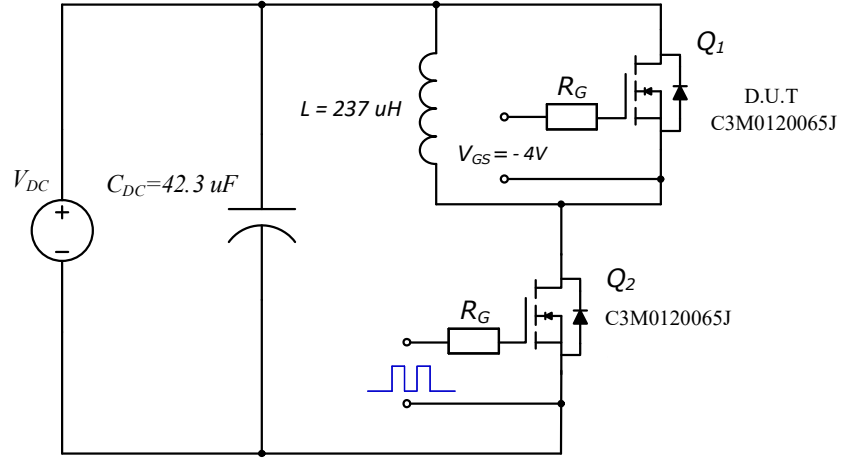 Q1
RG
D.U.T
C3M0120065J
L = 237 uH
VGS = - 4V
VDC
CDC=42.3 uF
+
−
Q2
RG
C3M0120065J